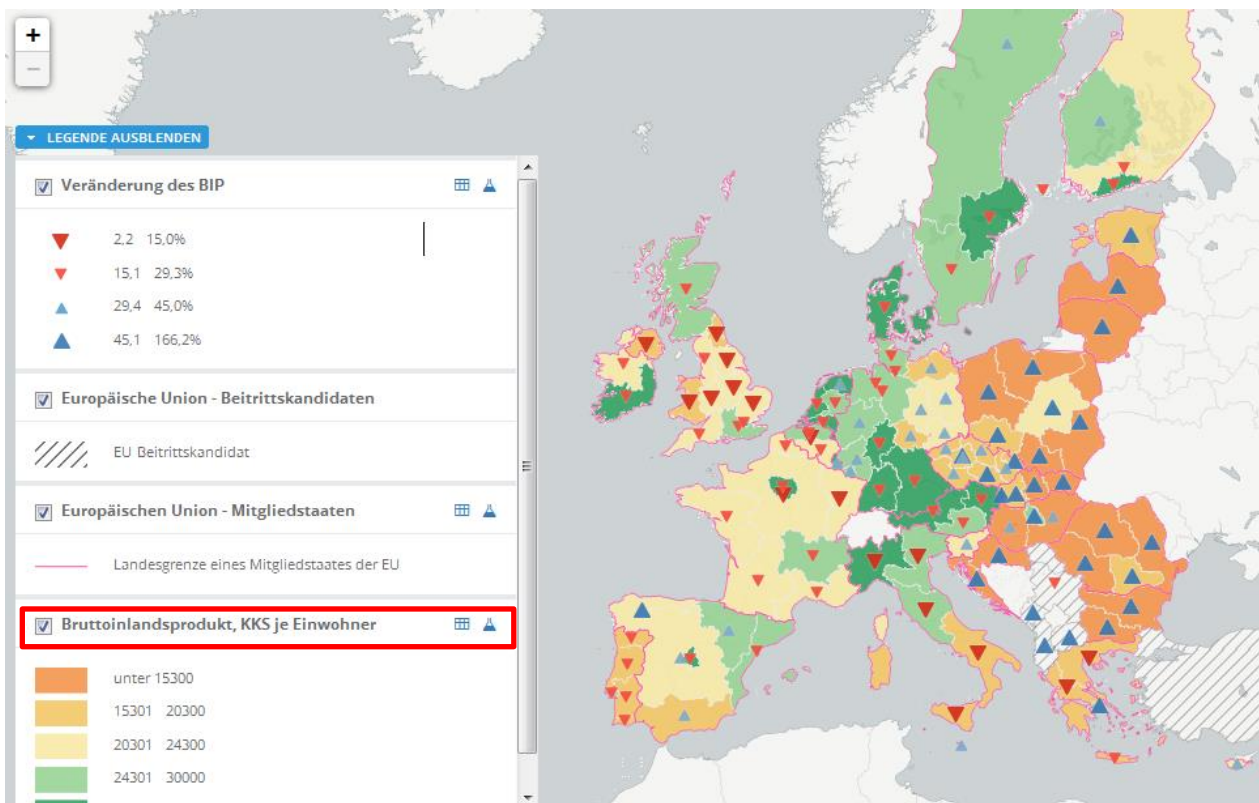 +
−
LEGENDE AUSBLENDEN
Veränderung des BIP
2,2 15,0%
15,1 29,3%
29,4 45,0%
45,1 166,2%
Europäische Union - Beitrittskandidaten
EU Beitrittskandidat
Europäischen Union - Mitgliedstaaten
Landesgrenze eines Mitgliedstaates der EU
Bruttoinlandsprodukt, KKS je Einwohner
unter 15300
15301 20300
20301 24300
24301 30000